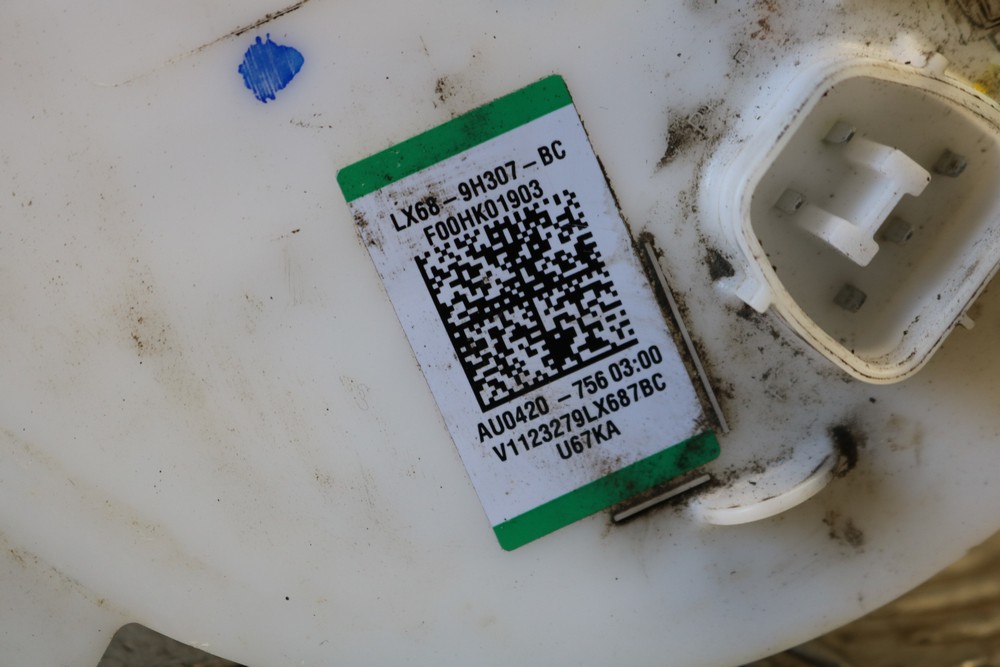 LX68-9H307-BC
F00HK01903
AU0420 -756 03:00
V1123279LX687BC
U67KA